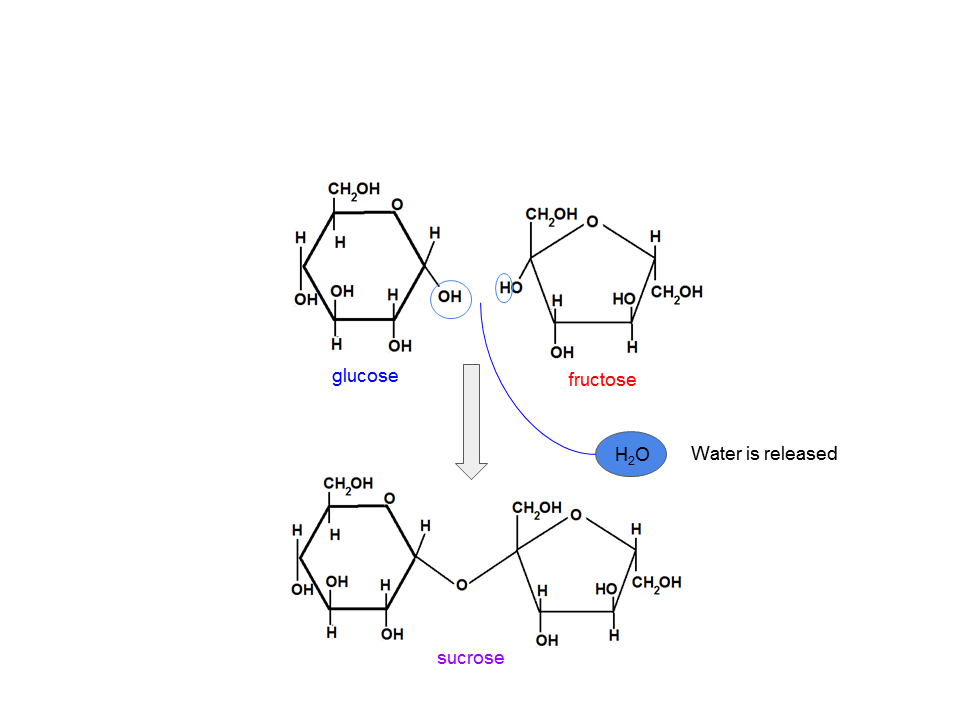 CH₂OH
O
H
H
H
OH
OH
H
OH
H
OH
CH₂OH
O
H
HO
H
HO
CH₂OH
OH
H
glucose
fructose
H₂O
Water is released
CH₂OH
O
H
H
H
OH
OH
H
H
OH
O
CH₂OH
O
H
H
HO
CH₂OH
OH
H
sucrose